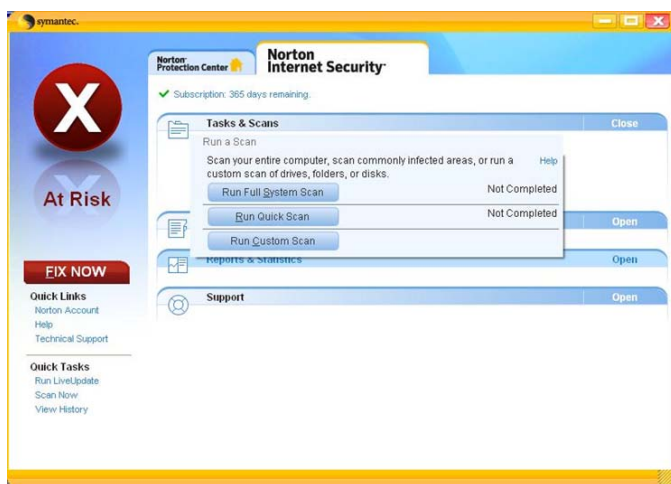 symantec.
Norton
Protection Center
Norton
Internet Security
Subscription: 365 days remaining.
X
At Risk
FIX NOW
Quick Links
Norton Account
Help
Technical Support
Quick Tasks
Run LiveUpdate
Scan Now
View History
Tasks & Scans Close
Run a Scan
Scan your entire computer, scan commonly infected areas, or run a Help
custom scan of drives, folders, or disks.
Run Full System Scan Not Completed
Run Quick Scan Not Completed
Run Custom Scan
Open
Reports & Statistics Open
Support Open